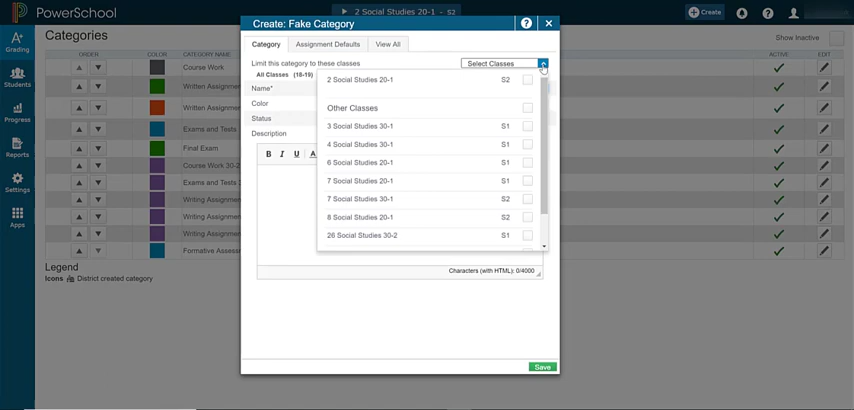 PowerSchool
2 Social Studies 20-1 - S2
Create
Grading
Students
Progress
Reports
Settings
Apps
Categories
Show Inactive
ORDER COLOR CATEGORY NAME ACTIVE EDIT
Course Work
Written Assignmen
Written Assignmen
Exams and Tests
Final Exam
Course Work 30-2
Exams and Tests 3
Writing Assignmen
Writing Assignmen
Writing Assignmen
Formative Assess
Legend
Icons District created category
Create: Fake Category
Category Assignment Defaults View All
Limit this category to these classes Select Classes
All Classes (18-19)
Name*
Color
Status
Description
2 Social Studies 20-1 S2
Other Classes
3 Social Studies 30-1 S1
4 Social Studies 30-1 S1
6 Social Studies 20-1 S1
7 Social Studies 20-1 S1
7 Social Studies 30-1 S2
8 Social Studies 20-1 S2
26 Social Studies 30-2 S1
B I U A
Characters (with HTML): 0/4000
Save